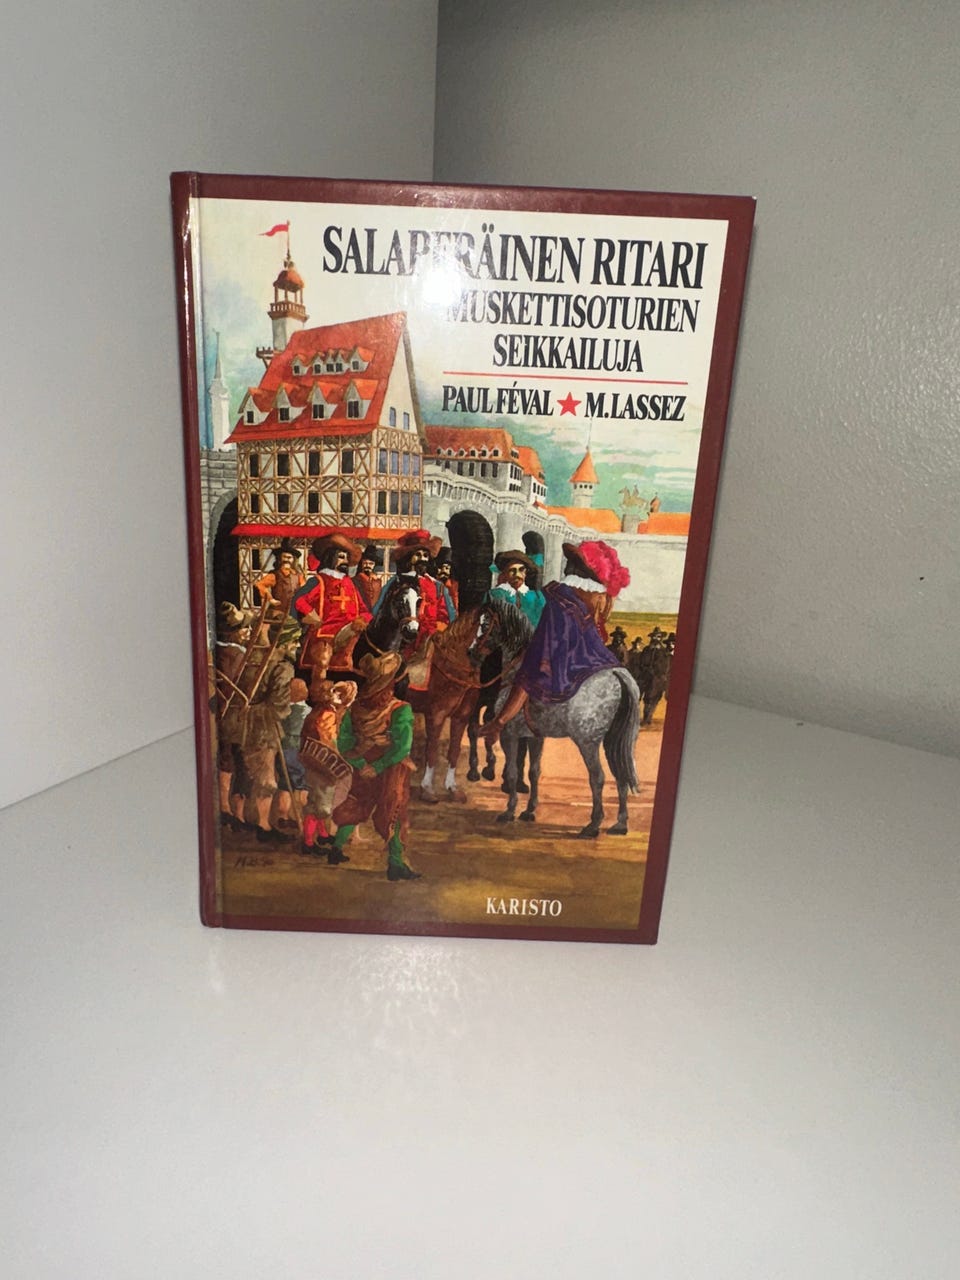 SALAPERÄINEN RITARI
MUSKETTISOTURIEN
SEIKKAILUJA
PAUL FÉVAL ★ M. LASSEZ
KARISTO